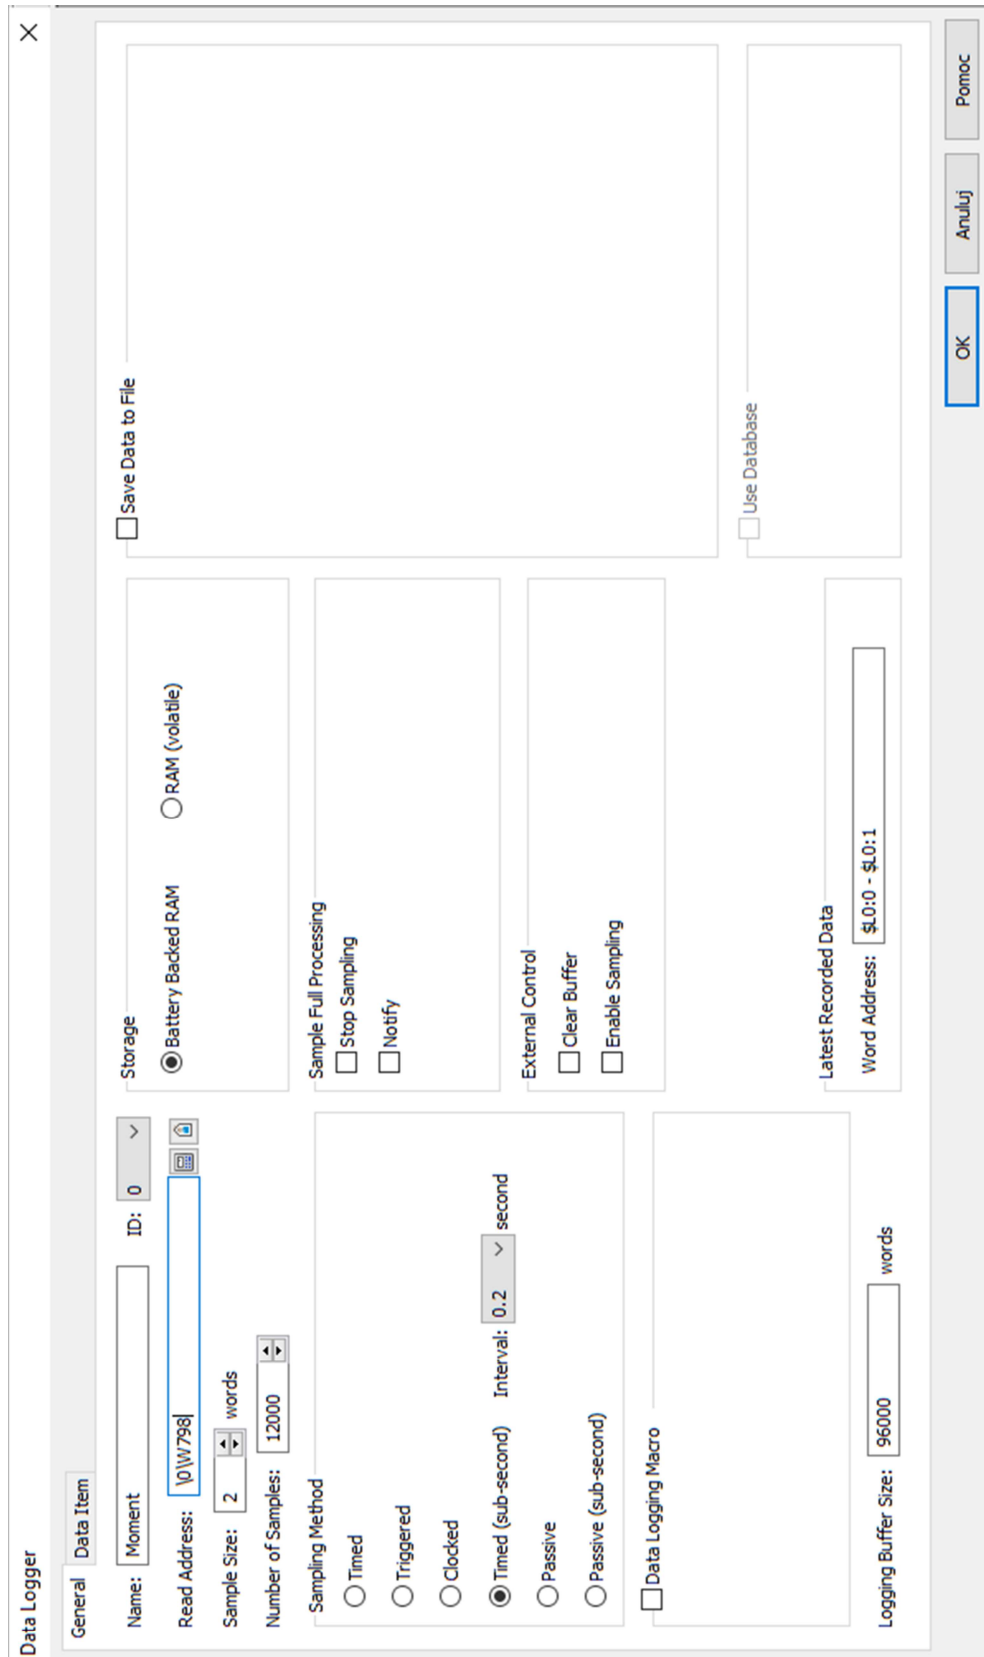 Data Logger
General
Data Item
Name:
Moment
ID:
0
Read Address:
\0\W798
Sample Size:
2
words
Number of Samples:
12000
Sampling Method
Timed
Triggered
Clocked
Timed (sub-second)
Interval:
0.2
second
Passive
Passive (sub-second)
Data Logging Macro
Logging Buffer Size:
96000
words
Storage
Battery Backed RAM
RAM (volatile)
Sample Full Processing
Stop Sampling
Notify
External Control
Clear Buffer
Enable Sampling
Latest Recorded Data
Word Address:
$L0:0 - $L0:1
Save Data to File
Use Database
OK
Anuluj
Pomoc